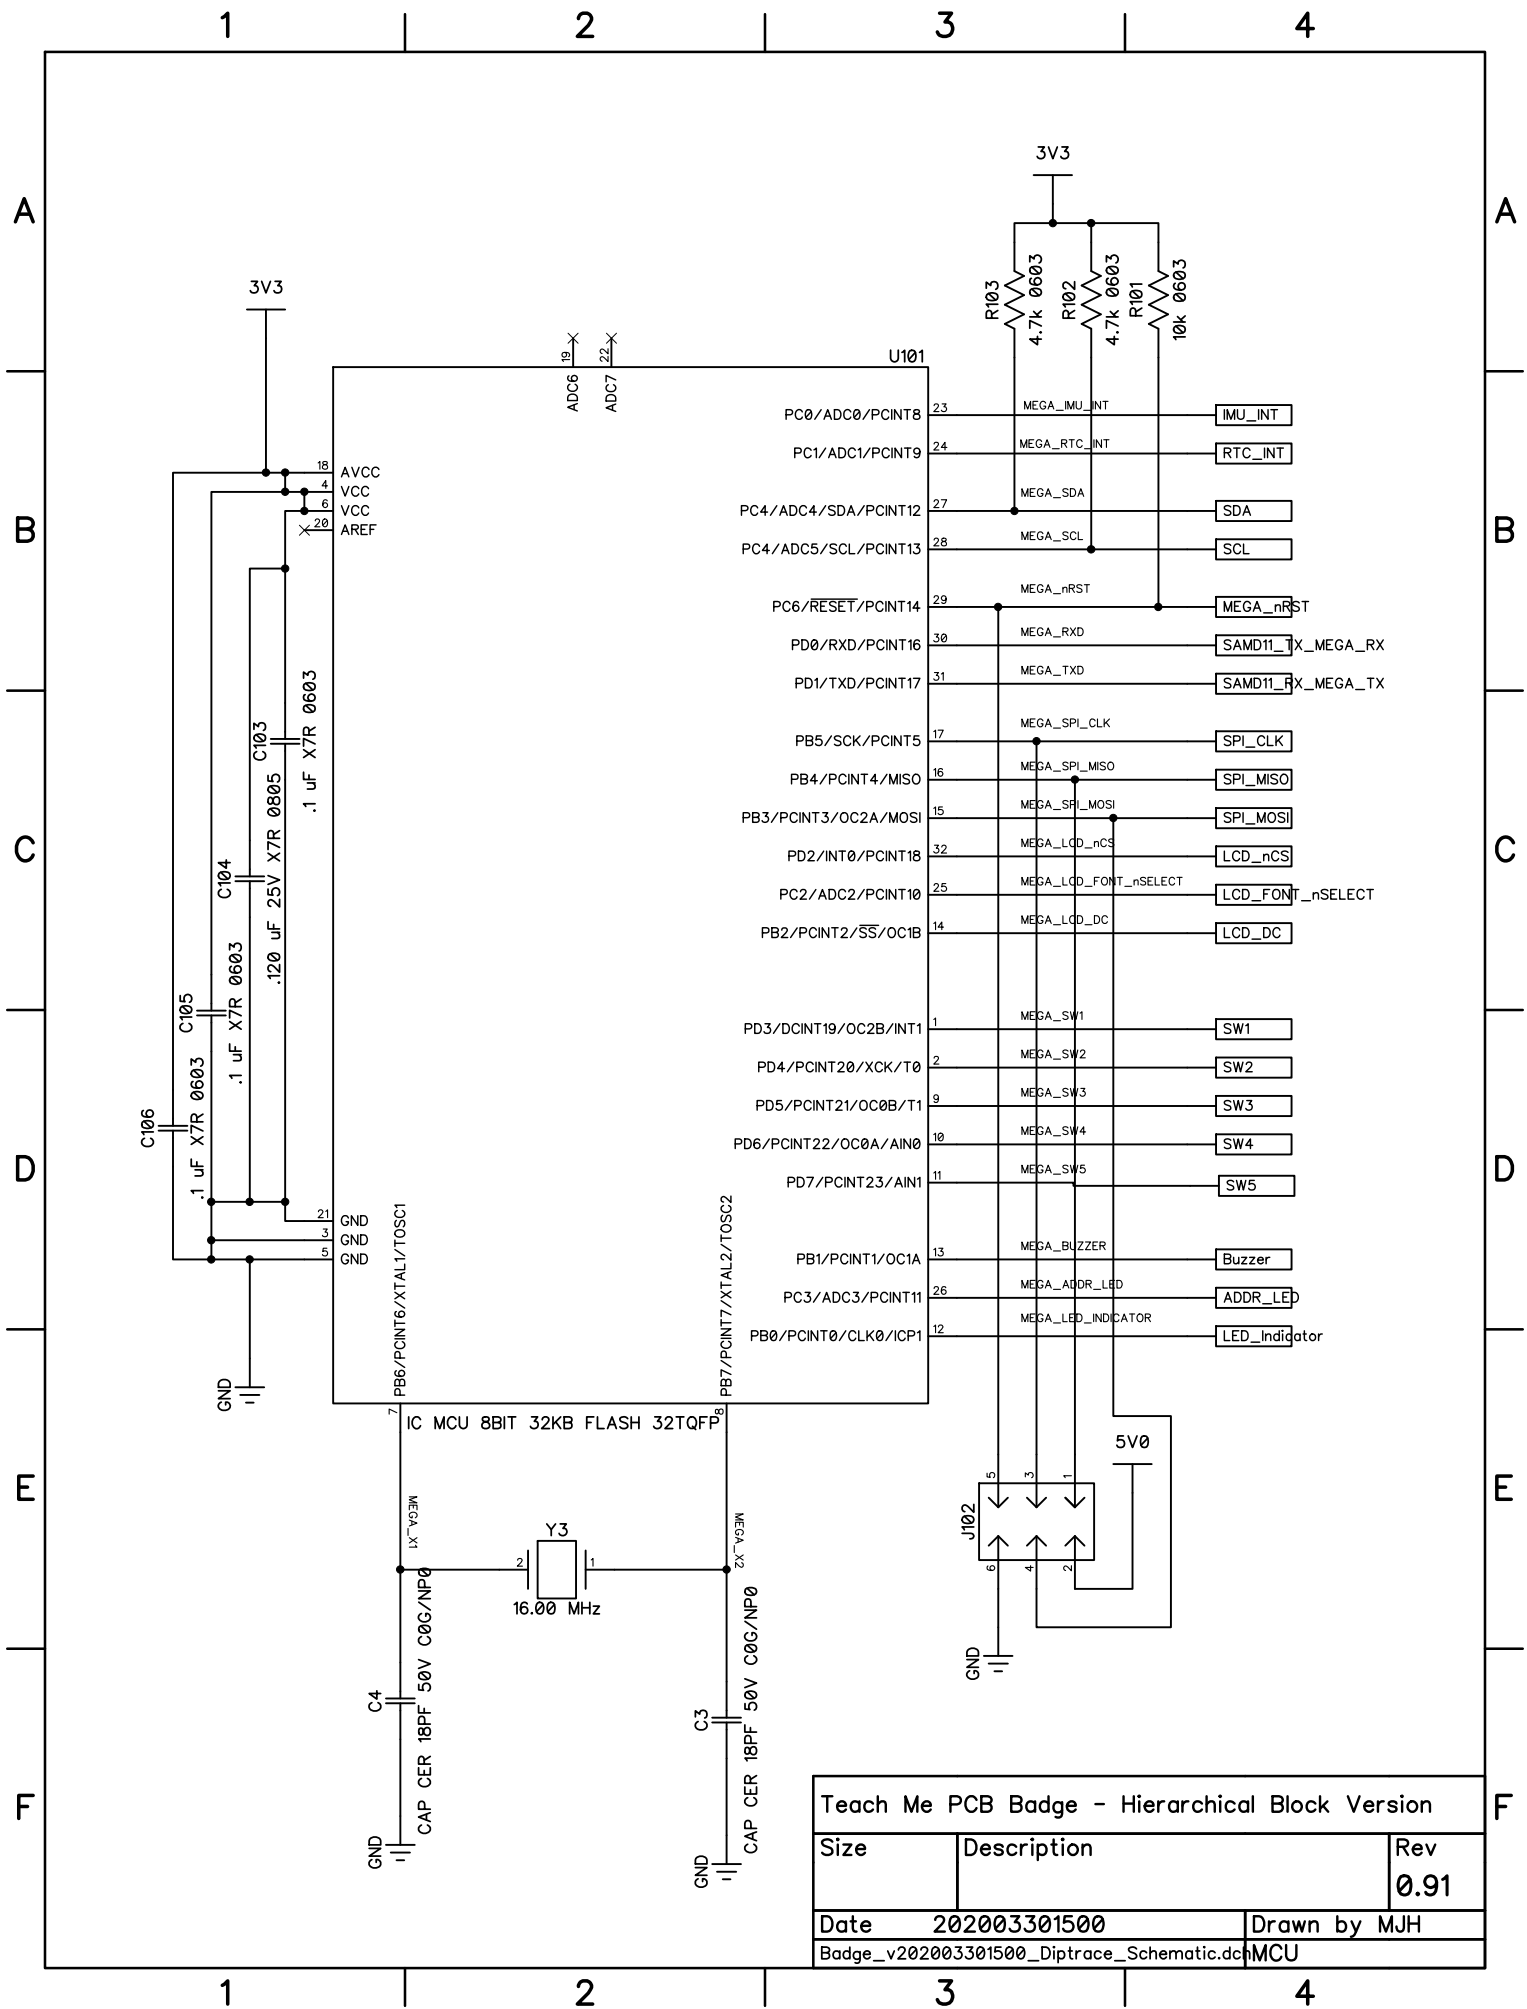 1 2 3 4
A A
B B
C C
D D
E E
F F
1 2 3 4
3V3
3V3
R103
4.7k 0603
R102
4.7k 0603
R101
10k 0603
U101
19
ADC6
22
ADC7
18 AVCC
4 VCC
6 VCC
20 AREF
PC0/ADC0/PCINT8 23 MEGA_IMU_INT IMU_INT
PC1/ADC1/PCINT9 24 MEGA_RTC_INT RTC_INT
PC4/ADC4/SDA/PCINT12 27 MEGA_SDA SDA
PC4/ADC5/SCL/PCINT13 28 MEGA_SCL SCL
PC6/RESET/PCINT14 29 MEGA_nRST MEGA_nRST
PD0/RXD/PCINT16 30 MEGA_RXD SAMD11_TX_MEGA_RX
PD1/TXD/PCINT17 31 MEGA_TXD SAMD11_RX_MEGA_TX
PB5/SCK/PCINT5 17 MEGA_SPI_CLK SPI_CLK
PB4/PCINT4/MISO 16 MEGA_SPI_MISO SPI_MISO
PB3/PCINT3/OC2A/MOSI 15 MEGA_SPI_MOSI SPI_MOSI
PD2/INT0/PCINT18 32 MEGA_LCD_nCS LCD_nCS
PC2/ADC2/PCINT10 25 MEGA_LCD_FONT_nSELECT LCD_FONT_nSELECT
PB2/PCINT2/SS/OC1B 14 MEGA_LCD_DC LCD_DC
PD3/DCINT19/OC2B/INT1 1 MEGA_SW1 SW1
PD4/PCINT20/XCK/T0 2 MEGA_SW2 SW2
PD5/PCINT21/OC0B/T1 9 MEGA_SW3 SW3
PD6/PCINT22/OC0A/AIN0 10 MEGA_SW4 SW4
PD7/PCINT23/AIN1 11 MEGA_SW5 SW5
PB1/PCINT1/OC1A 13 MEGA_BUZZER Buzzer
PC3/ADC3/PCINT11 26 MEGA_ADDR_LED ADDR_LED
PB0/PCINT0/CLK0/ICP1 12 MEGA_LED_INDICATOR LED_Indicator
C103
.1 uF X7R 0603
C104
.120 uF 25V X7R 0805
C105
.1 uF X7R 0603
C106
.1 uF X7R 0603
21 GND
3 GND
5 GND
GND
PB6/PCINT6/XTAL1/TOSC1
7
PB7/PCINT7/XTAL2/TOSC2
8
IC MCU 8BIT 32KB FLASH 32TQFP
MEGA_X1
MEGA_X2
Y3
2 1
16.00 MHz
C4
CAP CER 18PF 50V C0G/NP0
GND
C3
CAP CER 18PF 50V C0G/NP0
GND
5V0
J102
5 3 1
6 4 2
GND
Teach Me PCB Badge - Hierarchical Block Version
Size Description Rev
0.91
Date 202003301500 Drawn by MJH
Badge_v202003301500_Diptrace_Schematic.dch MCU